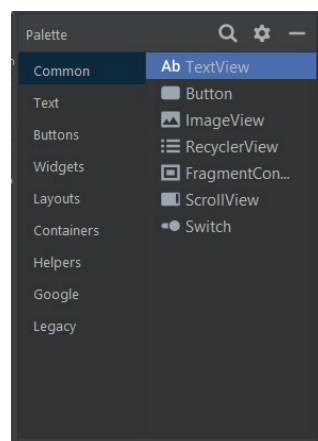 Palette
Common
Text
Buttons
Widgets
Layouts
Containers
Helpers
Google
Legacy
Ab TextView
Button
ImageView
RecyclerView
FragmentCon...
ScrollView
Switch